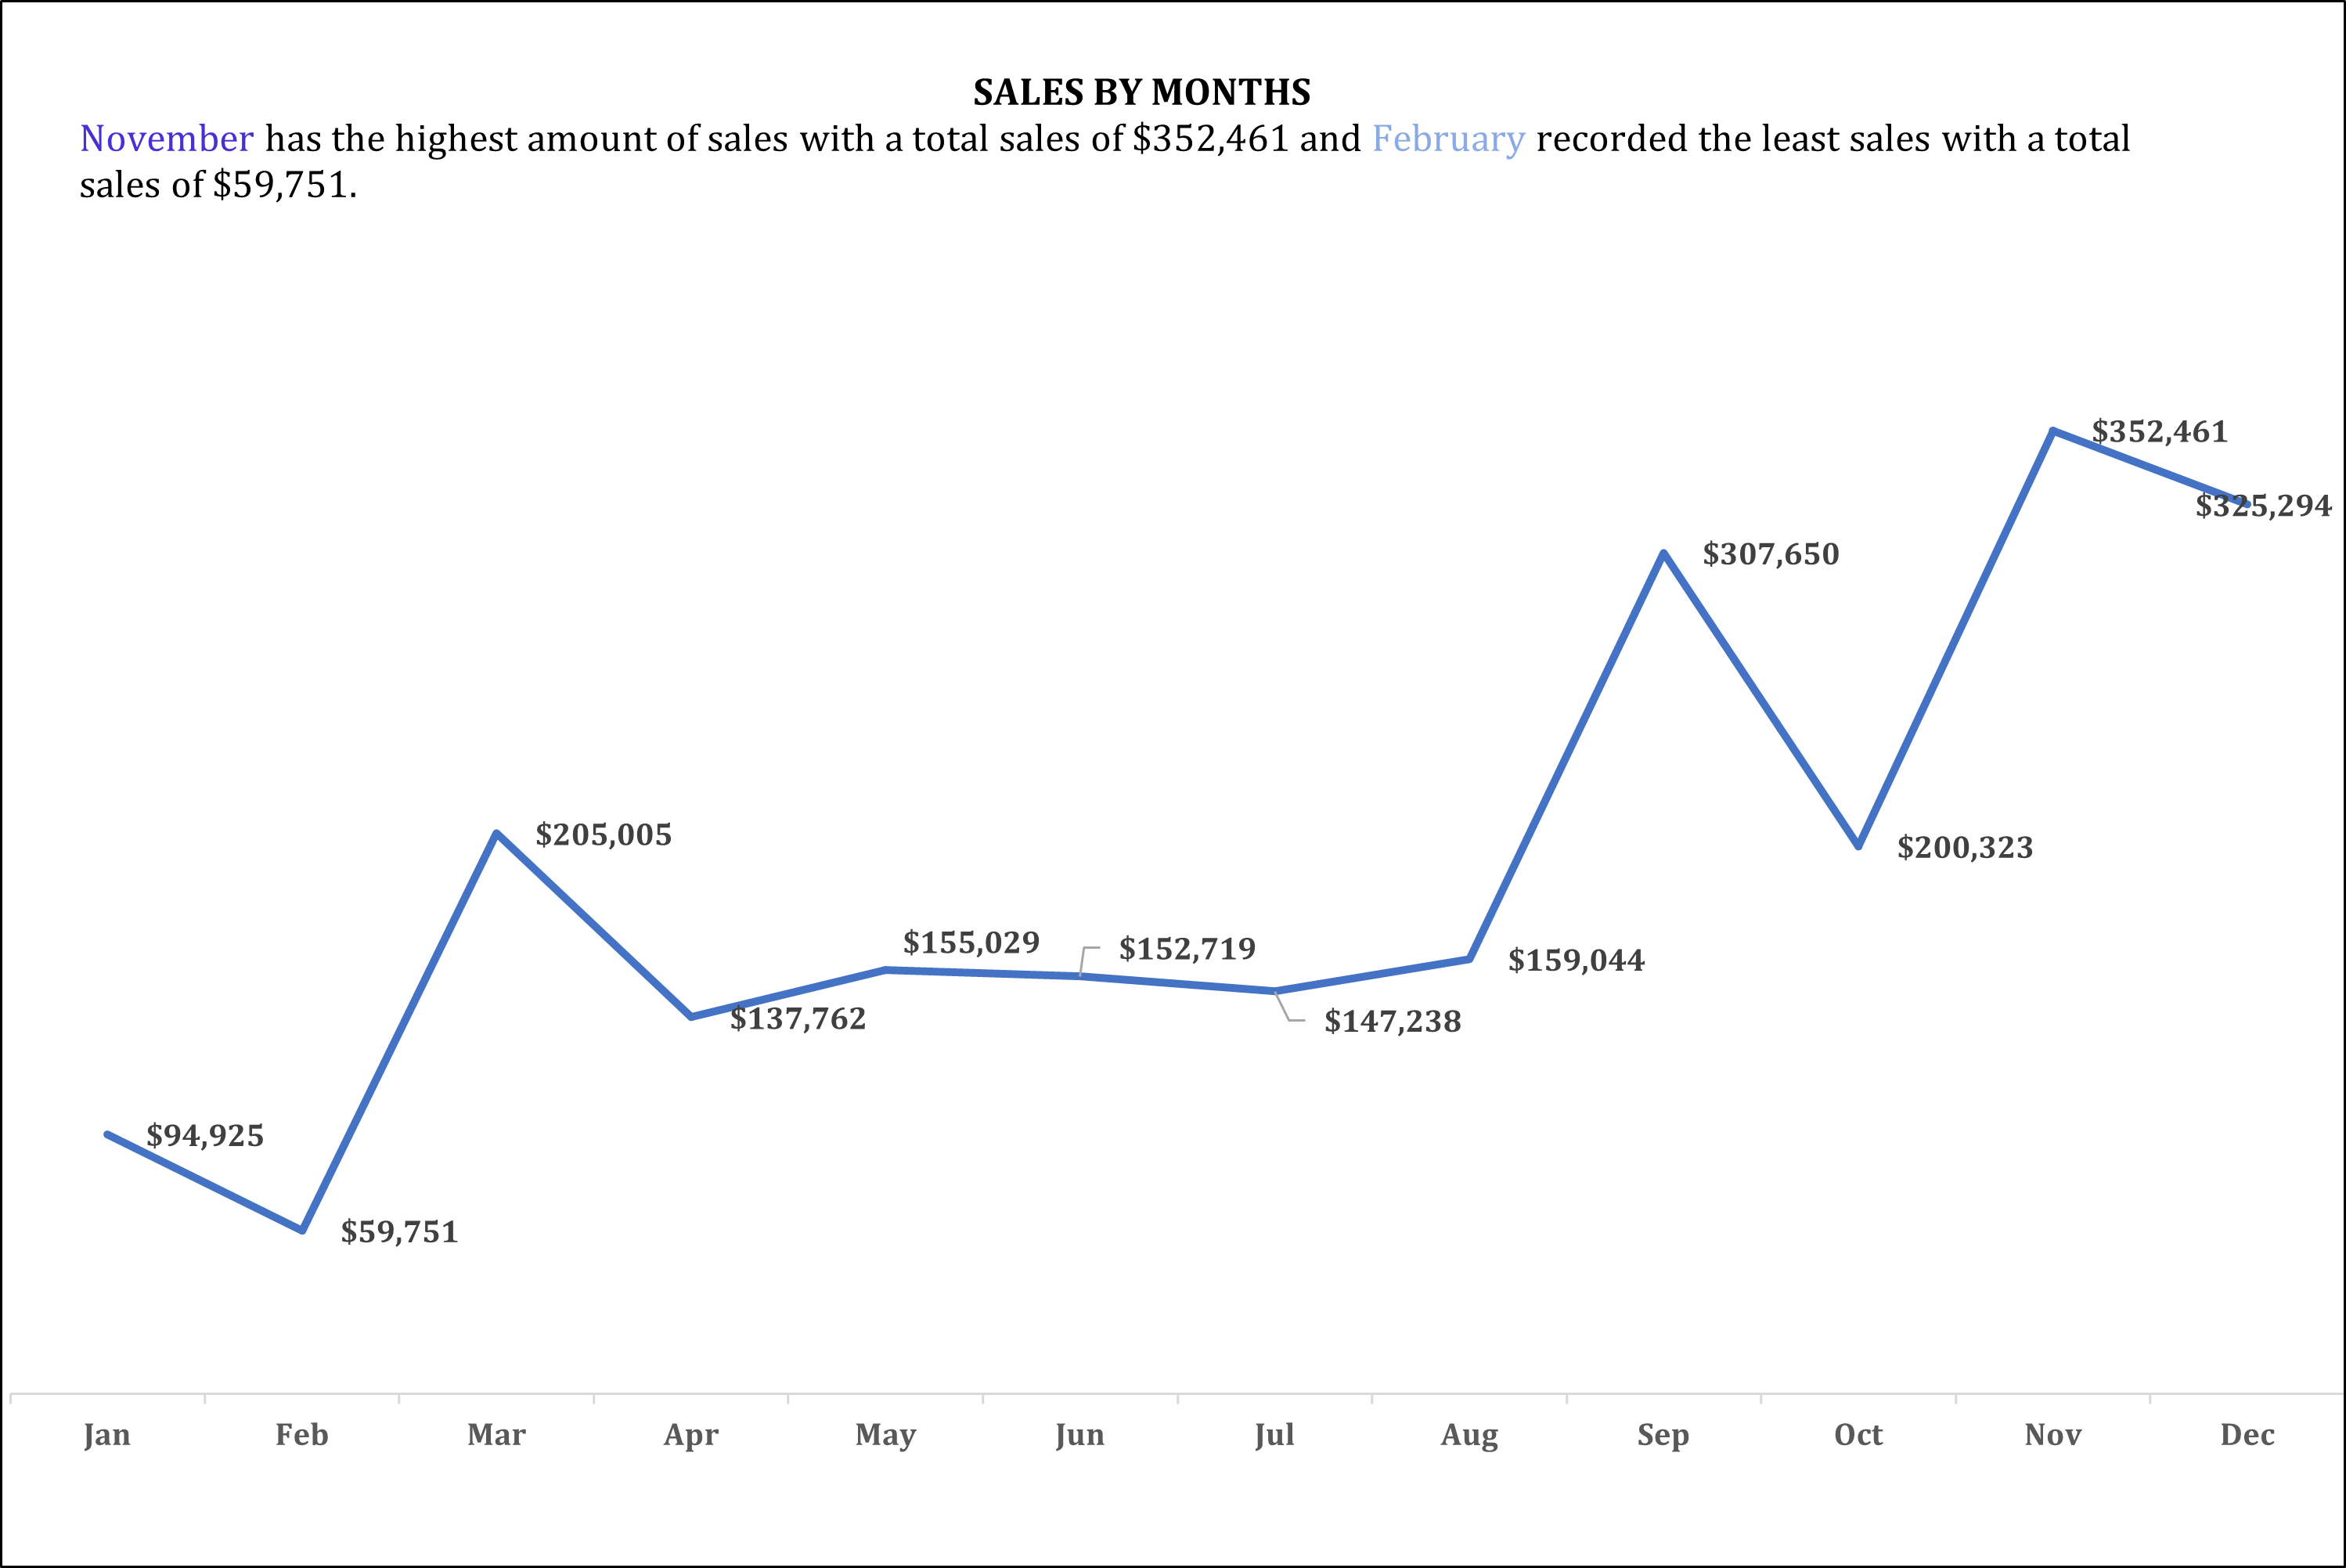 SALES BY MONTHS
November has the highest amount of sales with a total sales of $352,461 and February recorded the least sales with a total
sales of $59,751.
$352,461
$325,294
$307,650
$205,005
$200,323
$155,029
$152,719
$159,044
$137,762
$147,238
$94,925
$59,751
Jan
Feb
Mar
Apr
May
Jun
Jul
Aug
Sep
Oct
Nov
Dec